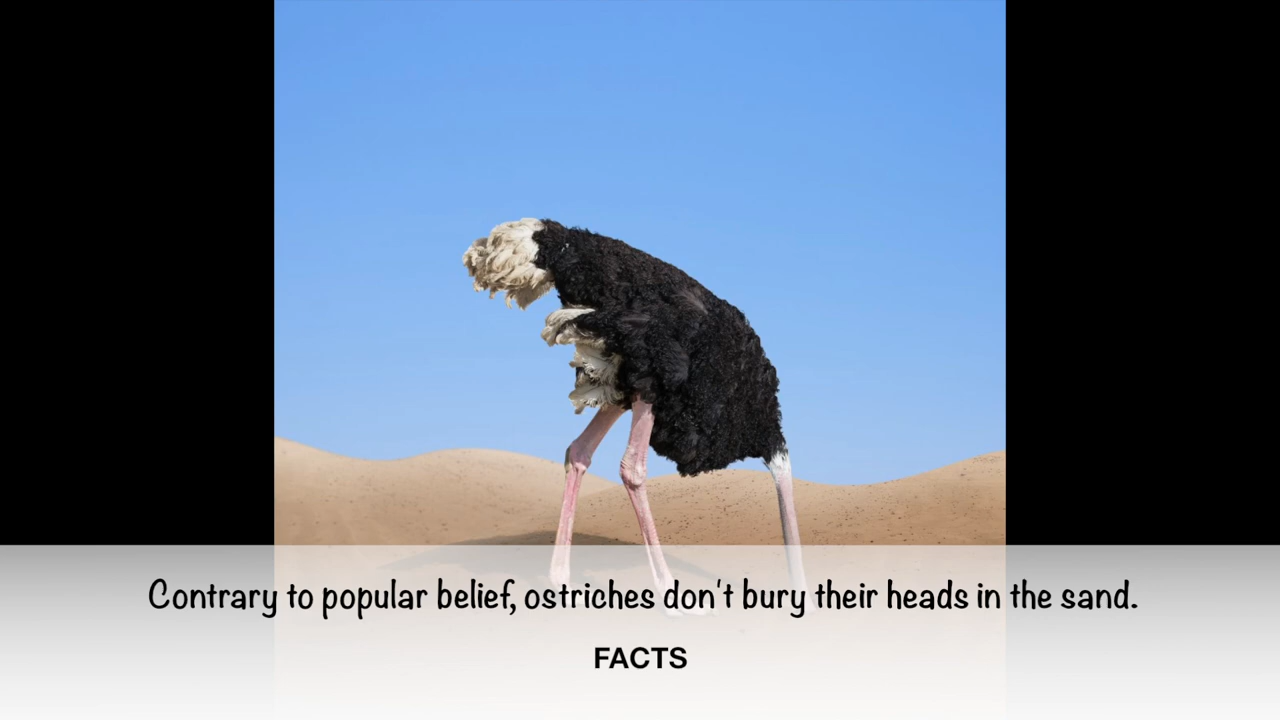 Contrary to popular belief, ostriches don't bury their heads in the sand.
FACTS